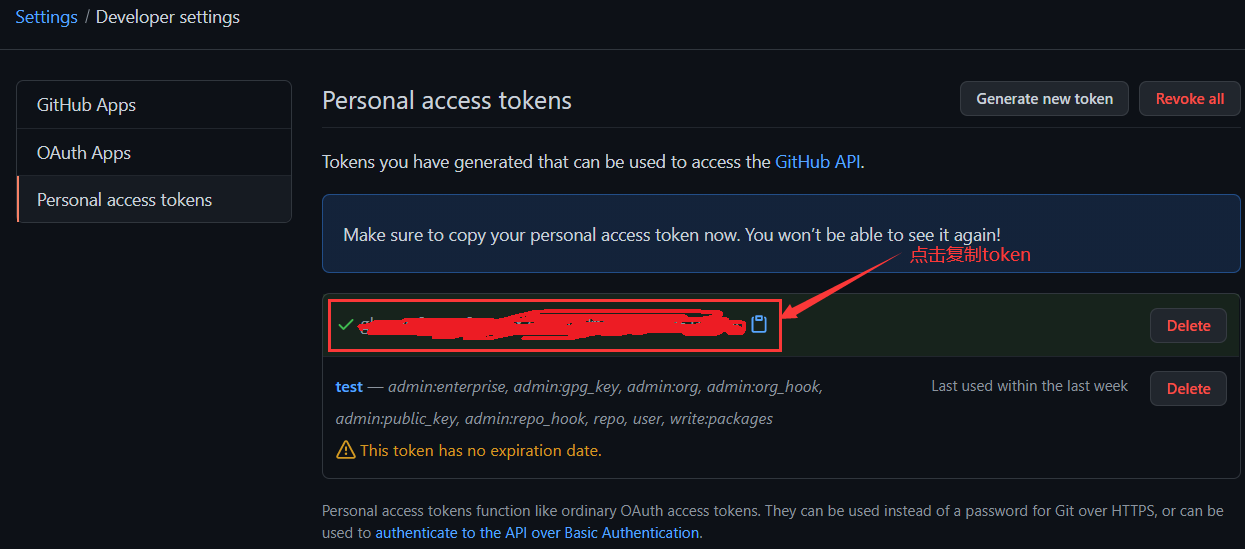 Settings / Developer settings
GitHub Apps
OAuth Apps
Personal access tokens
Personal access tokens
Generate new token
Revoke all
Tokens you have generated that can be used to access the GitHub API.
Make sure to copy your personal access token now. You won’t be able to see it again!
点击复制token
Delete
test — admin:enterprise, admin:gpg_key, admin:org, admin:org_hook,
admin:public_key, admin:repo_hook, repo, user, write:packages
Last used within the last week
Delete
This token has no expiration date.
Personal access tokens function like ordinary OAuth access tokens. They can be used instead of a password for Git over HTTPS, or can be
used to authenticate to the API over Basic Authentication.